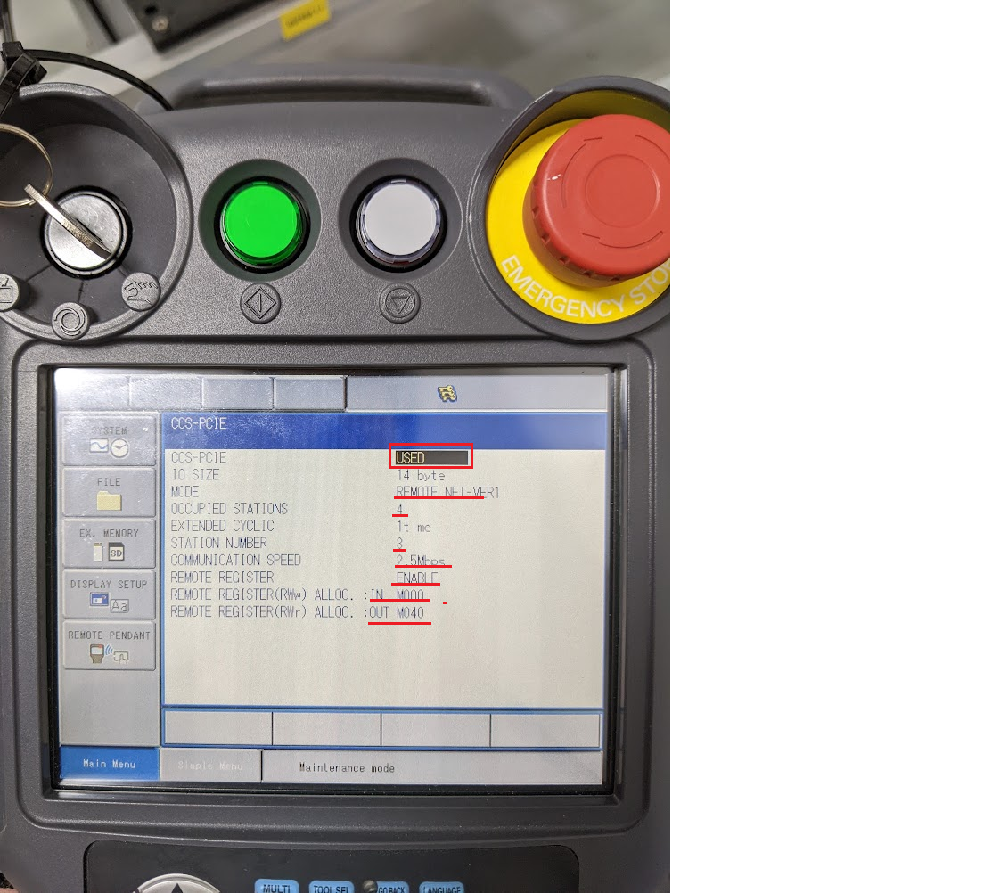 EMERGENCY STO
CCS-PCIE
SYSTEM
FILE
EX. MEMORY
SD
DISPLAY SETUP
Aa
REMOTE PENDANT
CCS-PCIE USED
IO SIZE 14 byte
MODE REMOTE NET-VER1
OCCUPIED STATIONS 4
EXTENDED CYCLIC 1time
STATION NUMBER 3
COMMUNICATION SPEED 2.5Mbps
REMOTE REGISTER ENABLE
REMOTE REGISTER(RWw) ALLOC. :IN M000
REMOTE REGISTER(RWr) ALLOC. :OUT M040
Main Menu
Simple Menu
Maintenance mode
MULTI
TOOL SEL
GO BACK
LANGUAGE